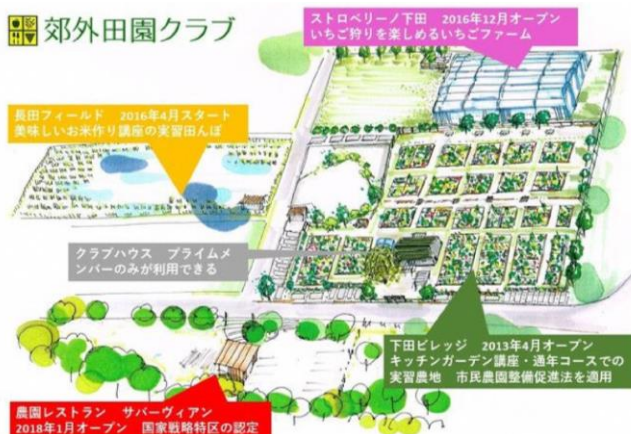 郊外田園クラブ
ストロベリーノ下田　2016年12月オープン
いちご狩りを楽しめるいちごファーム
長田フィールド　2016年4月スタート
美味しいお米作り講座の実習田んぼ
クラブハウス　プライムメ
ンバーのみが利用できる
下田ビレッジ　2013年4月オープン
キッチンガーデン講座・通年コースでの
実習農地　市民農園整備促進法を適用
農園レストラン　サバーヴィアン
2018年1月オープン　国家戦略特区の認定